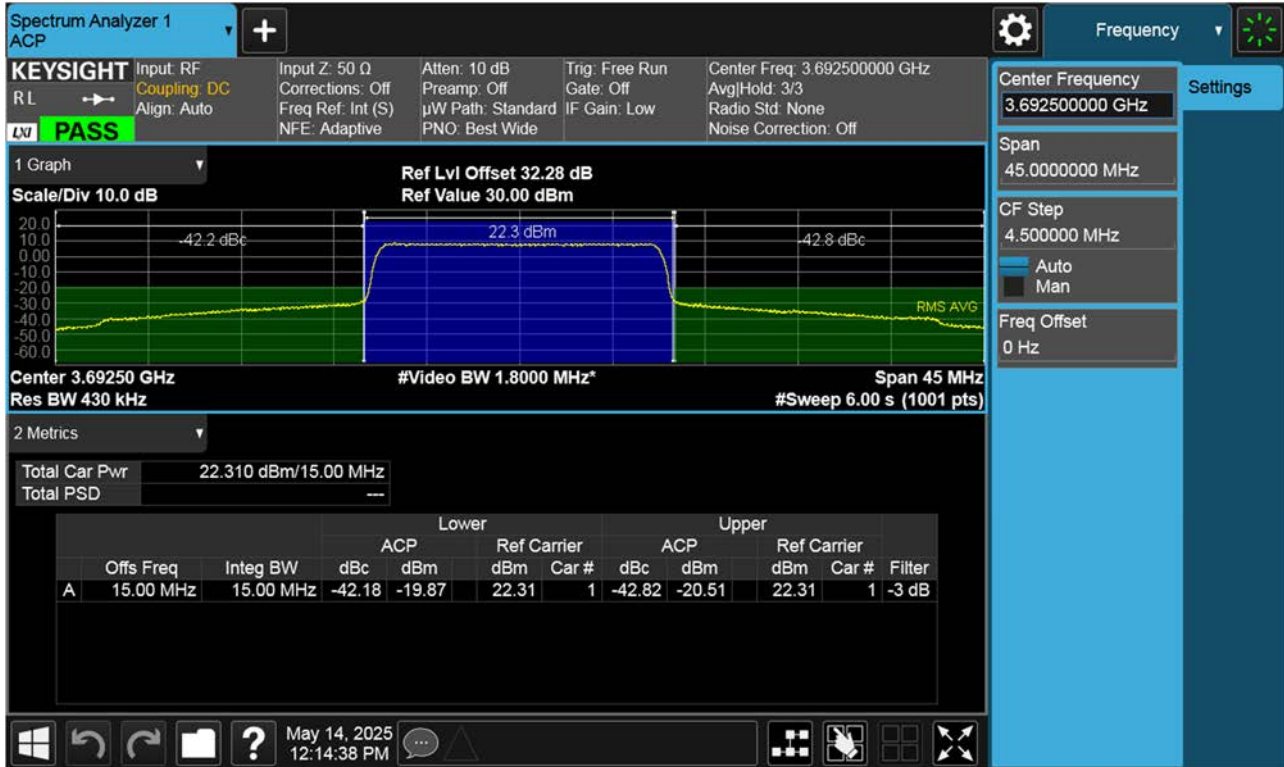 Spectrum Analyzer 1
ACP
+
Frequency
KEYSIGHT
RL
LXI PASS
Input: RF
Coupling: DC
Align: Auto
Input Z: 50 Ω
Corrections: Off
Freq Ref: Int (S)
NFE: Adaptive
Atten: 10 dB
Preamp: Off
µW Path: Standard
PNO: Best Wide
Trig: Free Run
Gate: Off
IF Gain: Low
Center Freq: 3.692500000 GHz
Avg|Hold: 3/3
Radio Std: None
Noise Correction: Off
Center Frequency
3.692500000 GHz
Settings
Span
45.0000000 MHz
CF Step
4.500000 MHz
Auto
Man
Freq Offset
0 Hz
1 Graph
Scale/Div 10.0 dB
Ref Lvl Offset 32.28 dB
Ref Value 30.00 dBm
20.0
10.0
0.00
-10.0
-20.0
-30.0
-40.0
-50.0
-60.0
-42.2 dBc
22.3 dBm
-42.8 dBc
RMS AVG
Center 3.69250 GHz #Video BW 1.8000 MHz* Span 45 MHz
Res BW 430 kHz #Sweep 6.00 s (1001 pts)
2 Metrics
Total Car Pwr 22.310 dBm/15.00 MHz
Total PSD ---
Lower Upper
ACP Ref Carrier ACP Ref Carrier
Offs Freq Integ BW dBc dBm dBm Car # dBc dBm dBm Car # Filter
A 15.00 MHz 15.00 MHz -42.18 -19.87 22.31 1 -42.82 -20.51 22.31 1 -3 dB
?
May 14, 2025
12:14:38 PM